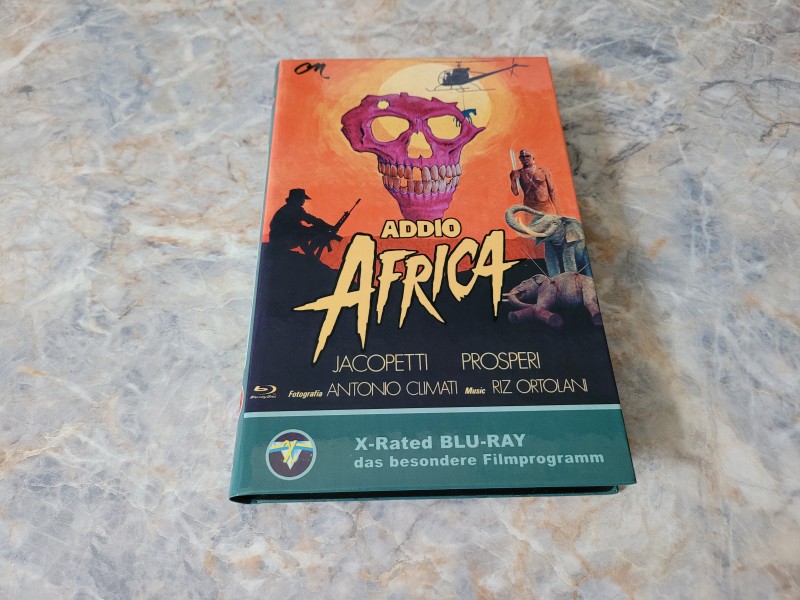 ADDIO
AFRICA
JACOPETTI PROSPERI
Fotografia ANTONIO CLIMATI Music RIZ ORTOLANI
X-Rated BLU-RAY
das besondere Filmprogramm